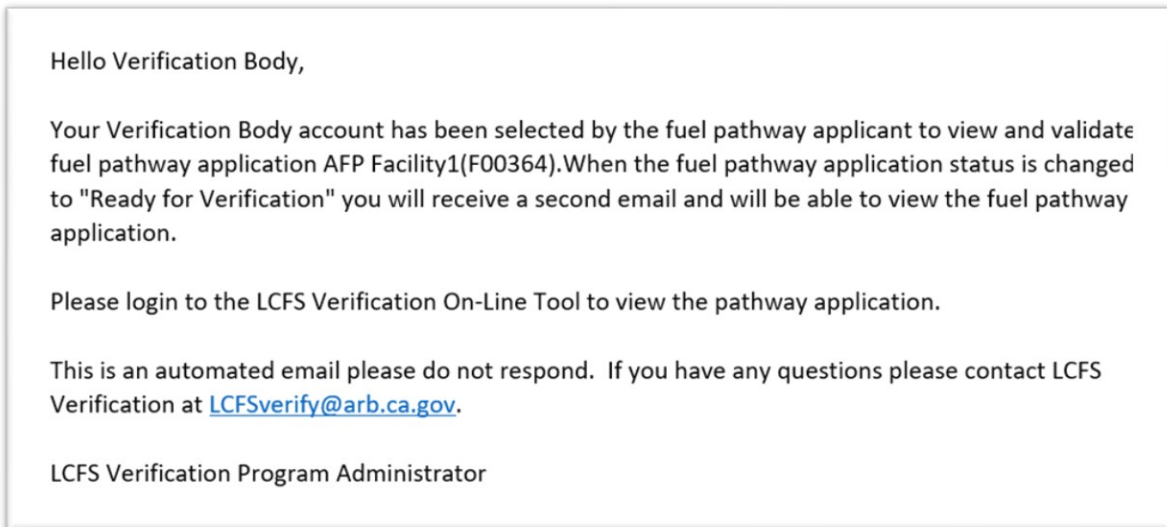 Hello Verification Body,
Your Verification Body account has been selected by the fuel pathway applicant to view and validate
fuel pathway application AFP Facility1(F00364).When the fuel pathway application status is changed
to "Ready for Verification" you will receive a second email and will be able to view the fuel pathway
application.
Please login to the LCFS Verification On-Line Tool to view the pathway application.
This is an automated email please do not respond.  If you have any questions please contact LCFS
Verification at LCFSverify@arb.ca.gov.
LCFS Verification Program Administrator